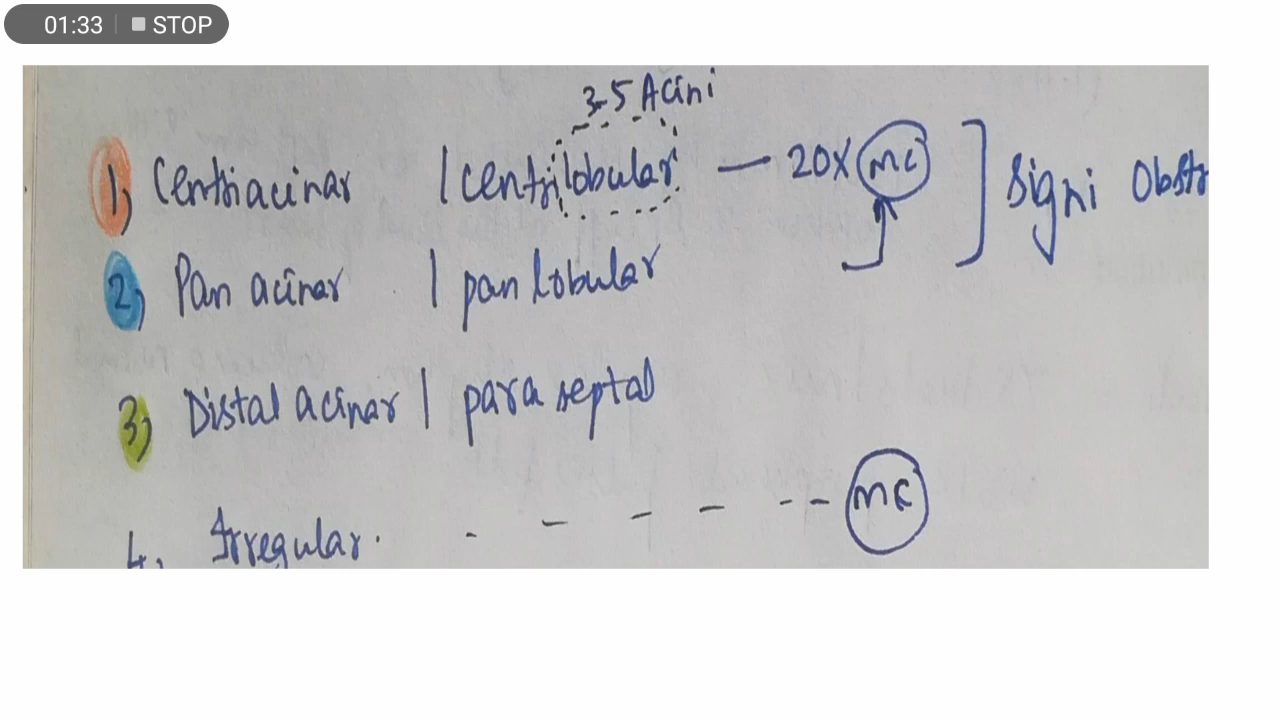 01:33 STOP
3-5 Acini
1) Centriacinar / centrilobular — 20X MC ] Signi Obstr
2) Pan acinar / pan lobular
3) Distal acinar / para septal
4. Irregular. - - - - - - MC